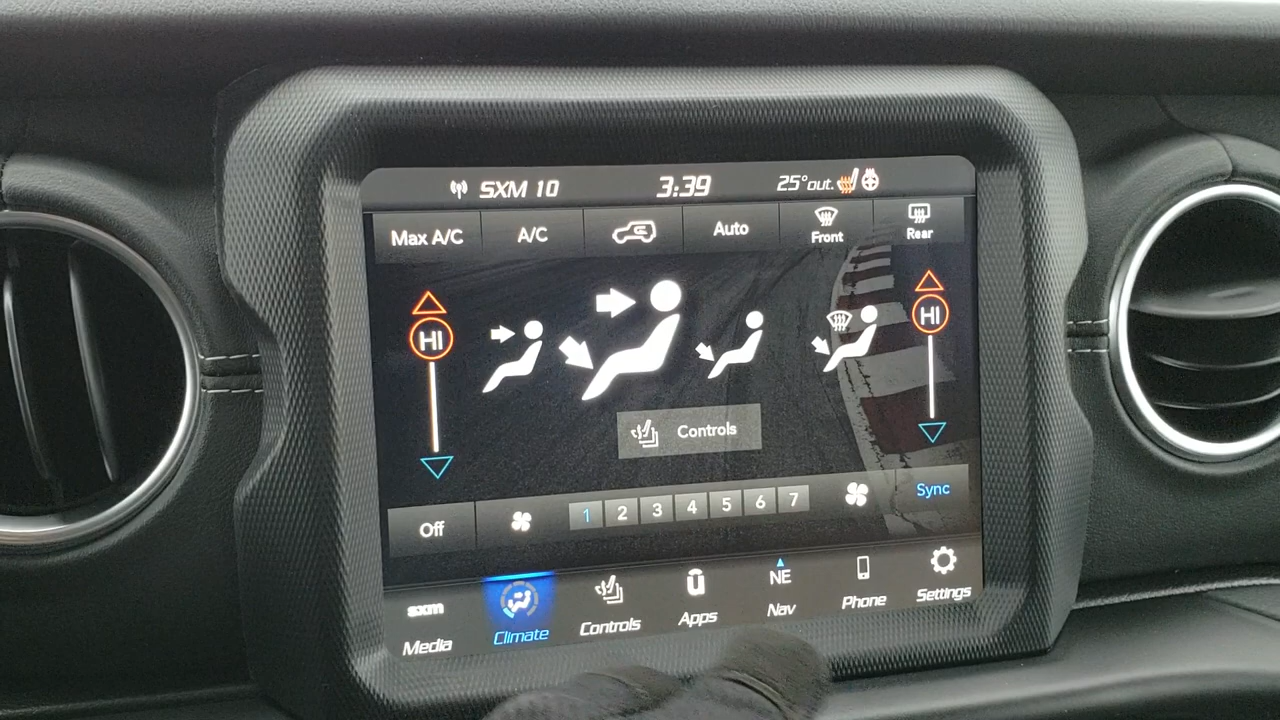 SXM 10 3:39 25° out.
Max A/C A/C Auto Front Rear
HI HI
Controls
Off 1 2 3 4 5 6 7 Sync
sxm NE
Media Climate Controls Apps Nav Phone Settings